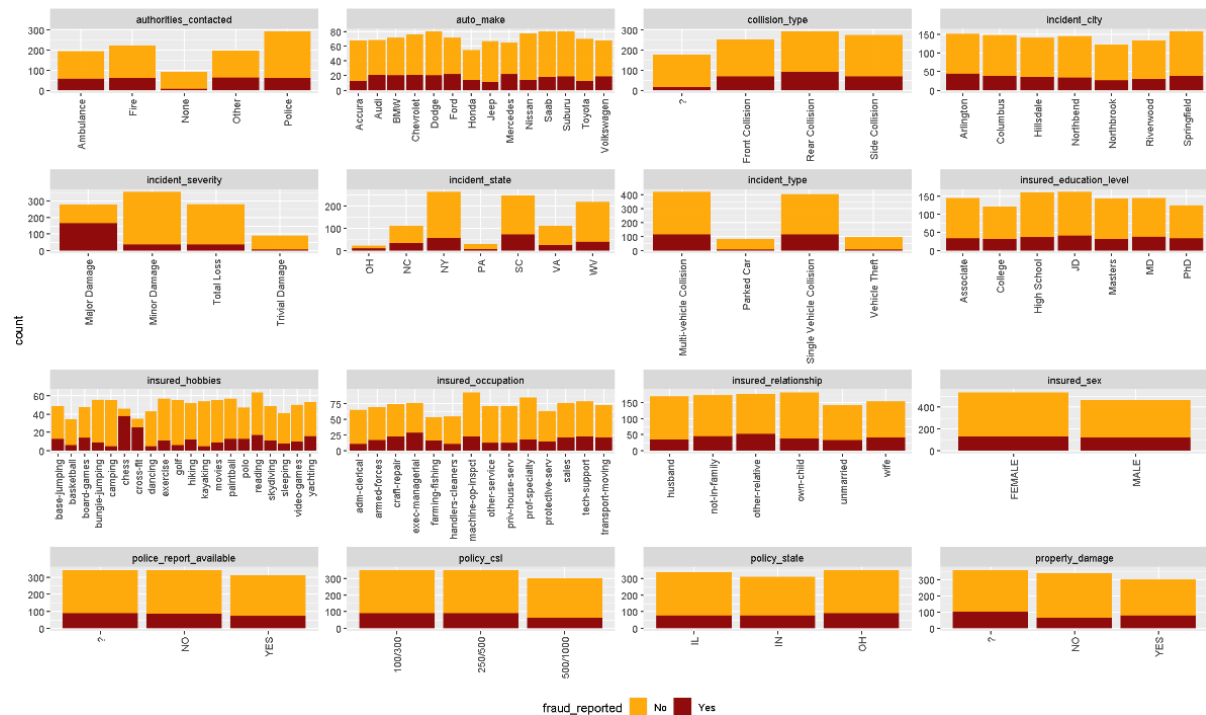 authorities_contacted
300
200
100
0
Ambulance
Fire
None
Other
Police
auto_make
80
60
40
20
0
Accura
Audi
BMW
Chevrolet
Dodge
Ford
Honda
Jeep
Mercedes
Nissan
Saab
Suburu
Toyota
Volkswagen
collision_type
300
200
100
0
?
Front Collision
Rear Collision
Side Collision
incident_city
150
100
50
0
Arlington
Columbus
Hillsdale
Northbend
Northbrook
Riverwood
Springfield
incident_severity
300
200
100
0
Major Damage
Minor Damage
Total Loss
Trivial Damage
incident_state
200
100
0
OH
NC
NY
PA
SC
VA
WV
incident_type
400
300
200
100
0
Multi-vehicle Collision
Parked Car
Single Vehicle Collision
Vehicle Theft
insured_education_level
150
100
50
0
Associate
College
High School
JD
Masters
MD
PhD
count
insured_hobbies
60
40
20
0
base-jumping
basketball
board-games
bungie-jumping
camping
chess
cross-fit
dancing
exercise
golf
hiking
kayaking
movies
paintball
polo
reading
skydiving
sleeping
video-games
yachting
insured_occupation
75
50
25
0
adm-clerical
armed-forces
craft-repair
exec-managerial
farming-fishing
handlers-cleaners
machine-op-inspct
other-service
priv-house-serv
prof-specialty
protective-serv
sales
tech-support
transport-moving
insured_relationship
150
100
50
0
husband
not-in-family
other-relative
own-child
unmarried
wife
insured_sex
400
200
0
FEMALE
MALE
police_report_available
300
200
100
0
?
NO
YES
policy_csl
300
200
100
0
100/300
250/500
500/1000
policy_state
300
200
100
0
IL
IN
OH
property_damage
300
200
100
0
?
NO
YES
fraud_reported No Yes